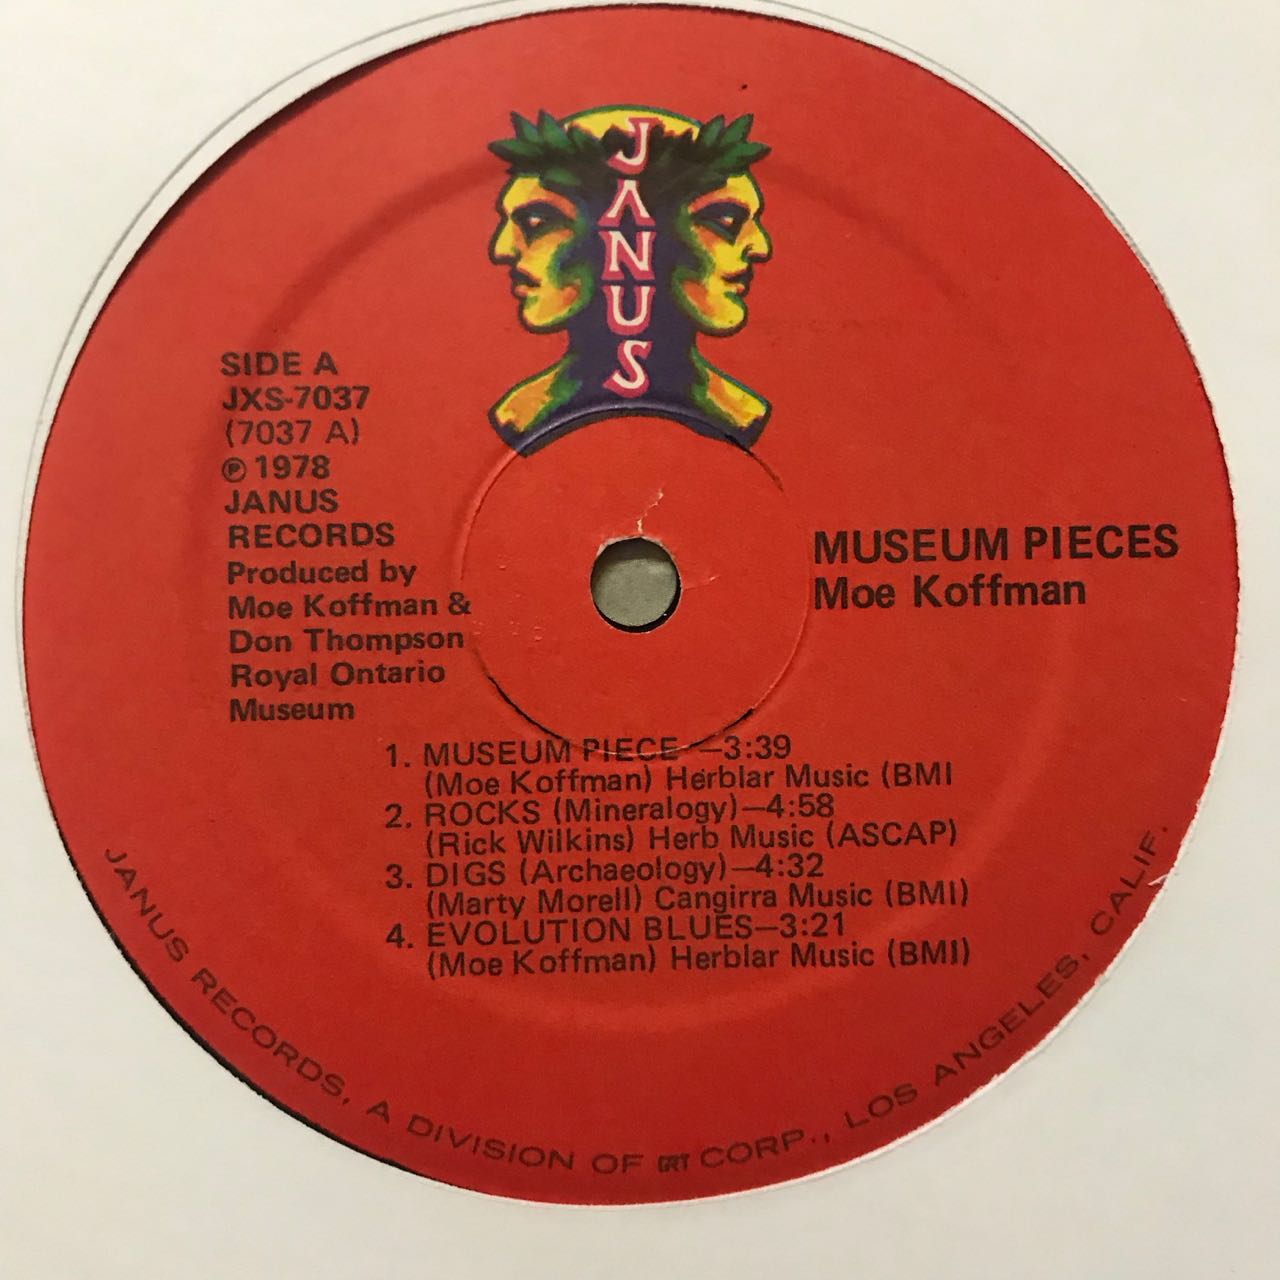 JANUS
SIDE A
JXS-7037
(7037 A)
℗ 1978
JANUS
RECORDS
Produced by
Moe Koffman &
Don Thompson
Royal Ontario
Museum
MUSEUM PIECES
Moe Koffman
1. MUSEUM PIECE—3:39
(Moe Koffman) Herblar Music (BMI
2. ROCKS (Mineralogy)—4:58
(Rick Wilkins) Herb Music (ASCAP)
3. DIGS (Archaeology)—4:32
(Marty Morell) Cangirra Music (BMI)
4. EVOLUTION BLUES—3:21
(Moe Koffman) Herblar Music (BMI)
JANUS RECORDS, A DIVISION OF GRT CORP., LOS ANGELES, CALIF.